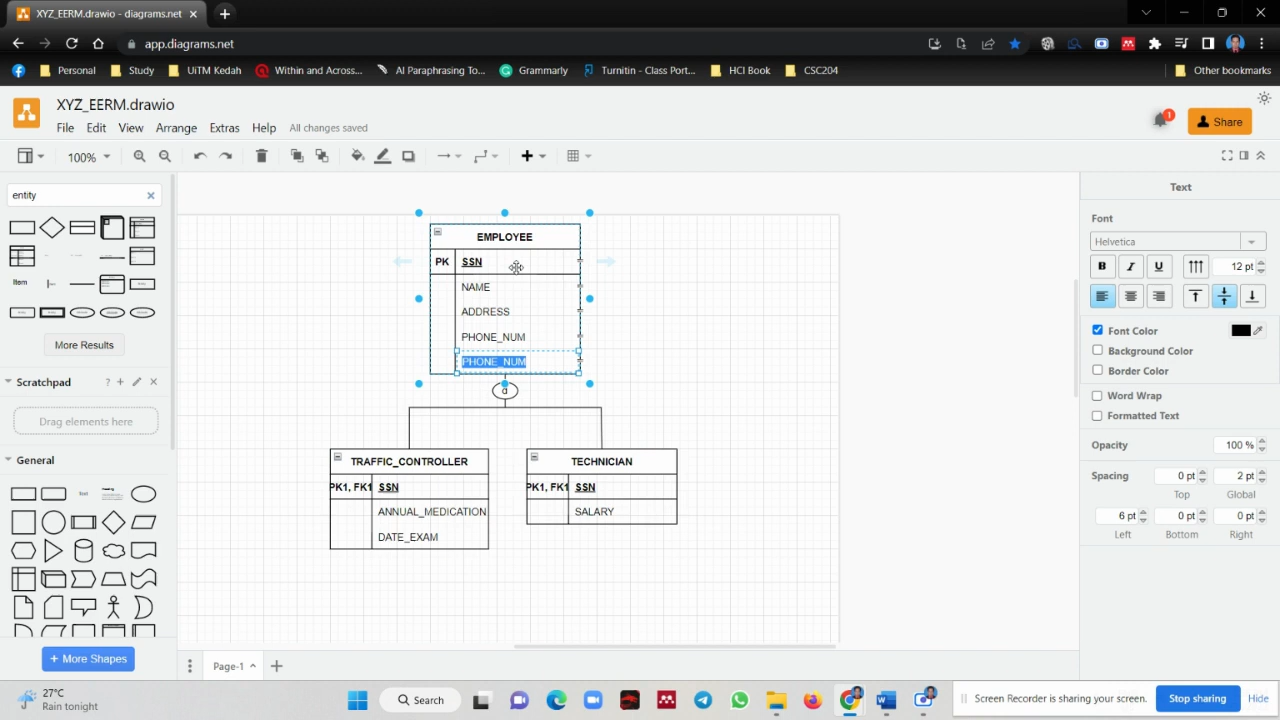 XYZ_EERM.drawio - diagrams.net
app.diagrams.net
Personal
Study
UiTM Kedah
Within and Across...
AI Paraphrasing To...
Grammarly
Turnitin - Class Port...
HCI Book
CSC204
Other bookmarks
XYZ_EERM.drawio
File
Edit
View
Arrange
Extras
Help
All changes saved
1
Share
100%
entity
Item
More Results
Scratchpad
?
Drag elements here
General
Text
+ More Shapes
EMPLOYEE
PK
SSN
NAME
ADDRESS
PHONE_NUM
PHONE_NUM
d
TRAFFIC_CONTROLLER
PK1, FK1
SSN
ANNUAL_MEDICATION
DATE_EXAM
TECHNICIAN
PK1, FK1
SSN
SALARY
Page-1
Text
Font
Helvetica
B
I
U
12 pt
Font Color
Background Color
Border Color
Word Wrap
Formatted Text
Opacity
100 %
Spacing
0 pt
2 pt
Top
Global
6 pt
0 pt
0 pt
Left
Bottom
Right
27°C
Rain tonight
Search
Screen Recorder is sharing your screen.
Stop sharing
Hide